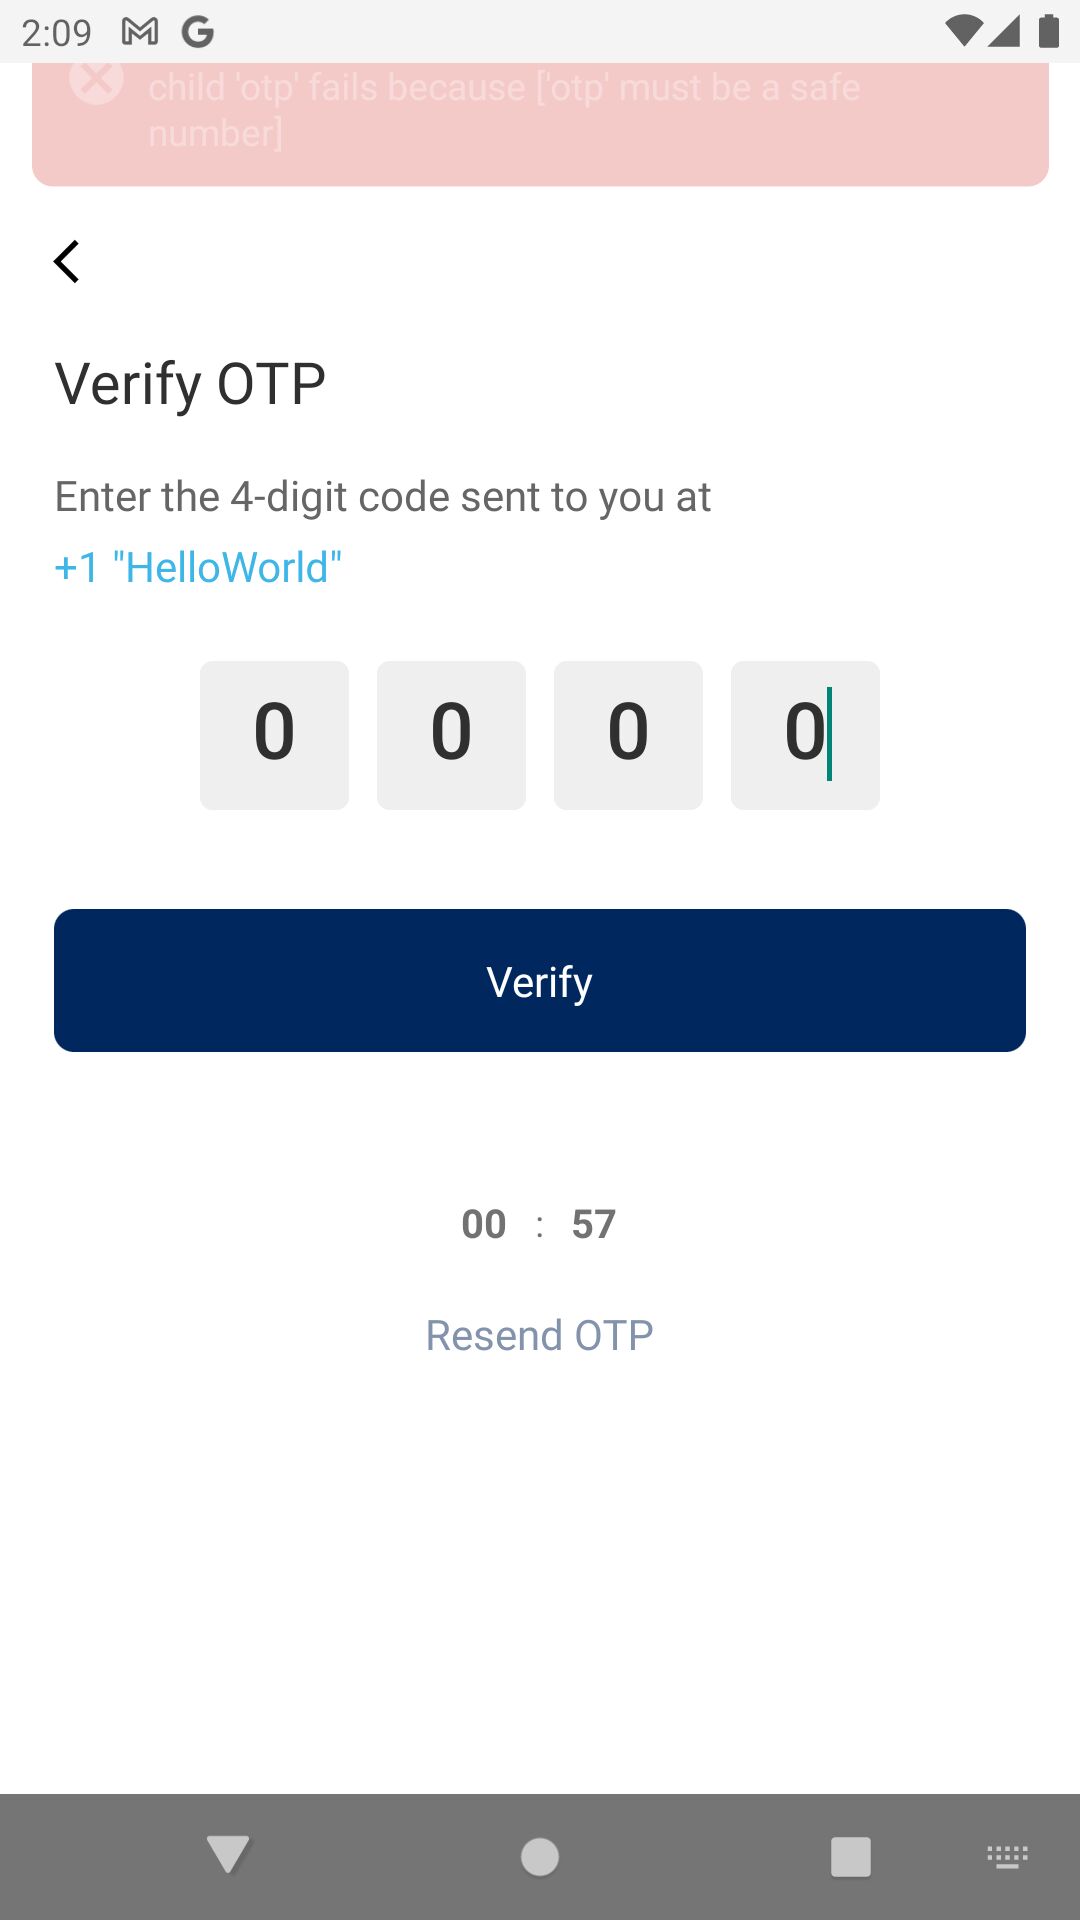 2:09
child 'otp' fails because ['otp' must be a safe
number]
Verify OTP
Enter the 4-digit code sent to you at
+1 "HelloWorld"
0 0 0 0
Verify
00 : 57
Resend OTP